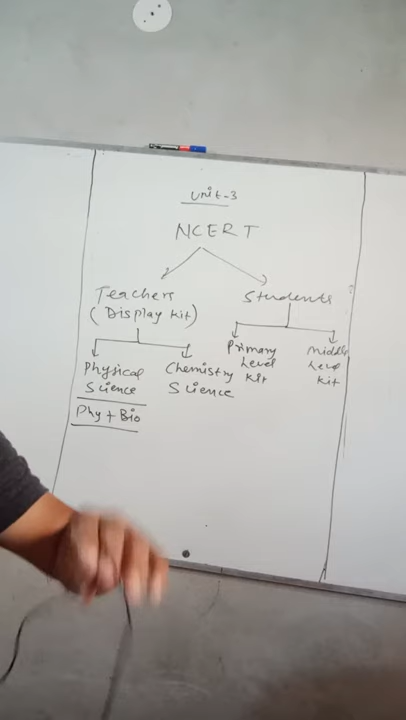 Unit-3
NCERT
Teachers
(Display Kit)
Physical
Science
Phy + Bio
Chemistry
Science
Students
Primary
Level
Kit
Middle
Level
Kit